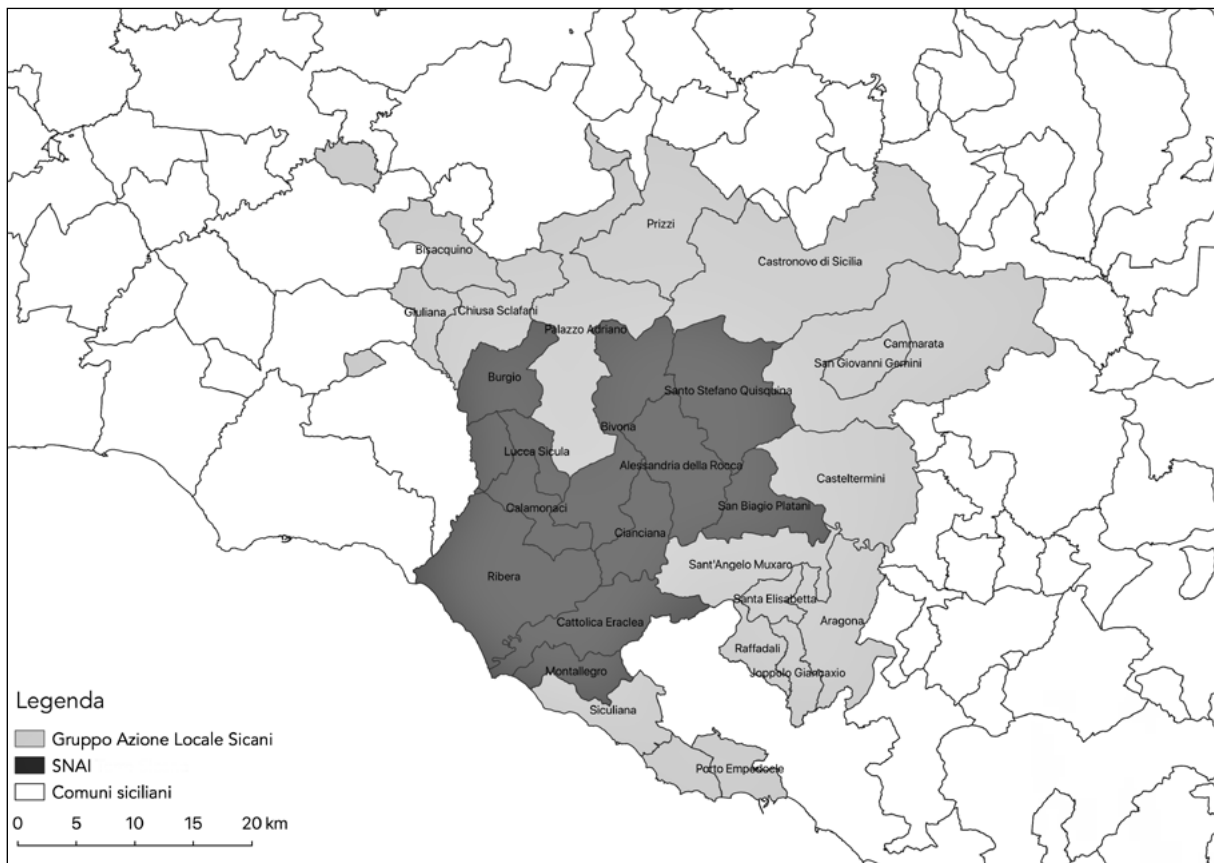 Prizzi
Bisacquino
Castronovo di Sicilia
Giuliana
Chiusa Sclafani
Palazzo Adriano
Cammarata
San Giovanni Gemini
Burgio
Santo Stefano Quisquina
Bivona
Lucca Sicula
Alessandria della Rocca
Casteltermini
Calamonaci
San Biagio Platani
Cianciana
Sant'Angelo Muxaro
Ribera
Santa Elisabetta
Cattolica Eraclea
Aragona
Raffadali
Montallegro
Joppolo Giancaxio
Siculiana
Porto Empedocle
Legenda
Gruppo Azione Locale Sicani
SNAI
Comuni siciliani
0 5 10 15 20 km